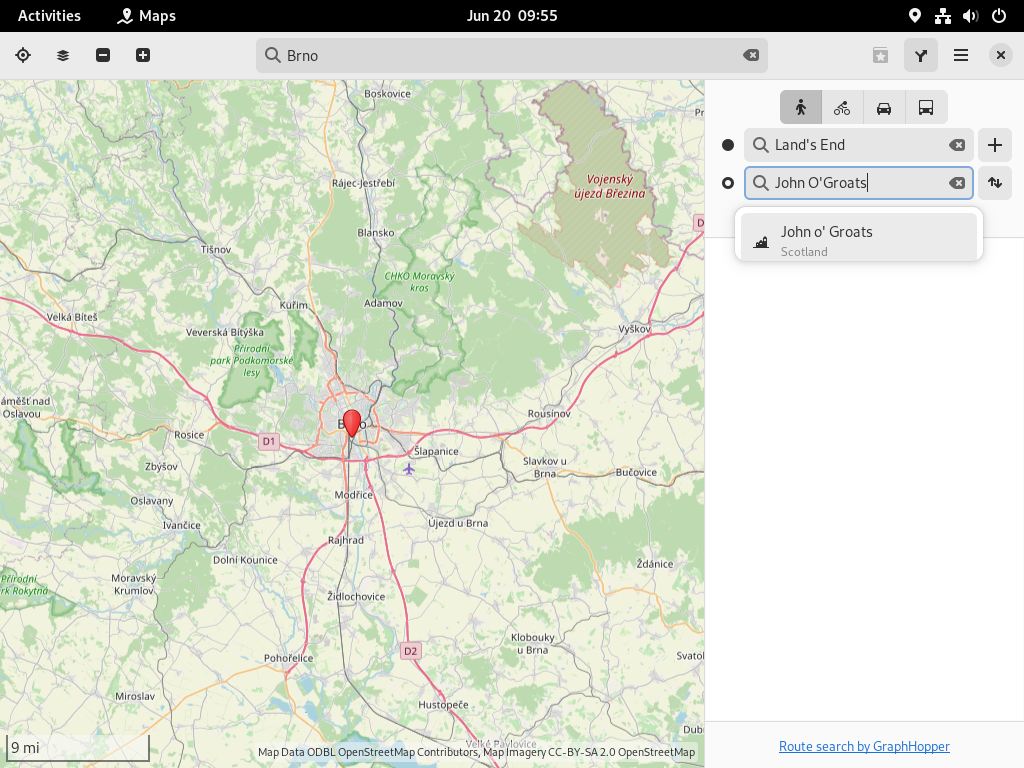 Activities
Maps
Jun 20 09:55
Brno
Land's End
John O'Groats
John o' Groats
Scotland
Boskovice
Vojenský
újezd Březina
Rájec-Jestřebí
Blansko
Tišnov
CHKO Moravský
kras
Kuřim
Adamov
Velká Bíteš
Veverská Bítýška
Vyškov
Přírodní
park Podkomorské
lesy
áměšť nad
Oslavou
Rousínov
Rosice
D1
Šlapanice
Zbýšov
Slavkov u
Brna
Bučovice
Oslavany
Modřice
Ivančice
Újezd u Brna
Rajhrad
Dolní Kounice
Ždánice
Přírodní
rk Rokytná
Moravský
Krumlov
Židlochovice
Klobouky
u Brna
D2
Pohořelice
Svatol
Miroslav
Hustopeče
Velké Pavlovice
Dub
9 mi
Map Data ODBL OpenStreetMap Contributors, Map Imagery CC-BY-SA 2.0 OpenStreetMap
Route search by GraphHopper